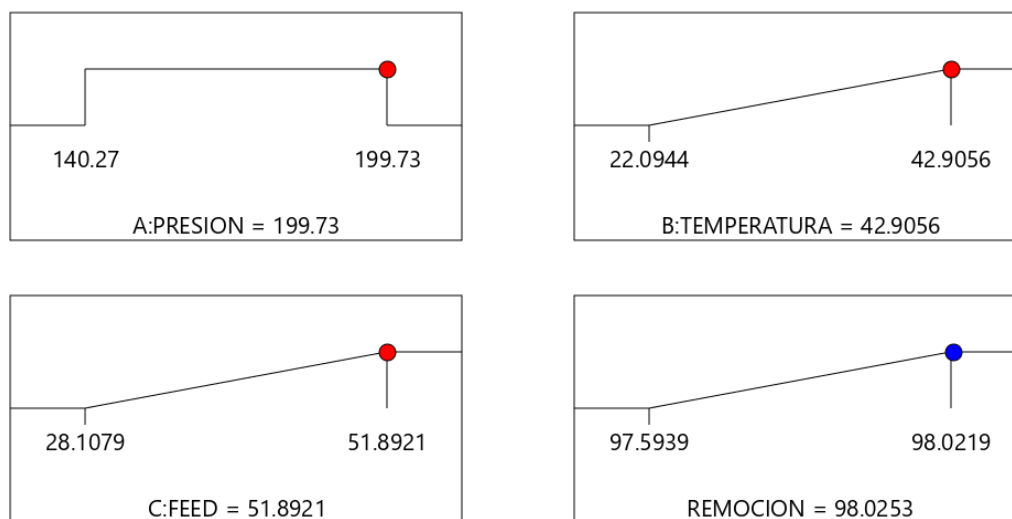 140.27 199.73
A:PRESION = 199.73
22.0944 42.9056
B:TEMPERATURA = 42.9056
28.1079 51.8921
C:FEED = 51.8921
97.5939 98.0219
REMOCION = 98.0253